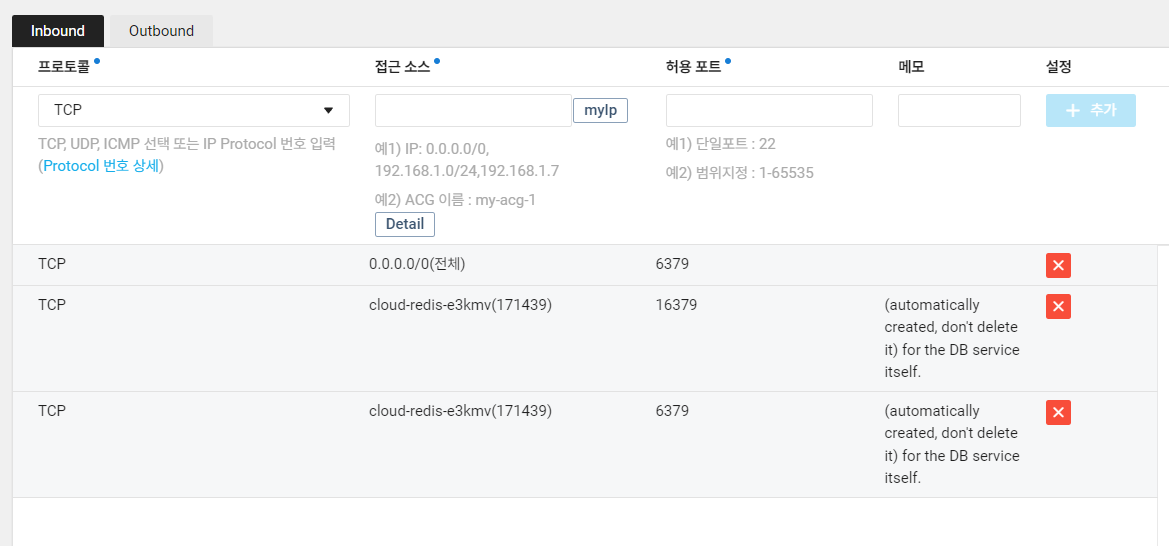 Inbound
Outbound
프로토콜
접근 소스
허용 포트
메모
설정
TCP
myIp
+ 추가
TCP, UDP, ICMP 선택 또는 IP Protocol 번호 입력
(Protocol 번호 상세)
예1) IP: 0.0.0.0/0,
192.168.1.0/24,192.168.1.7
예2) ACG 이름 : my-acg-1
Detail
예1) 단일포트 : 22
예2) 범위지정 : 1-65535
TCP
0.0.0.0/0(전체)
6379
TCP
cloud-redis-e3kmv(171439)
16379
(automatically
created, don't delete
it) for the DB service
itself.
TCP
cloud-redis-e3kmv(171439)
6379
(automatically
created, don't delete
it) for the DB service
itself.